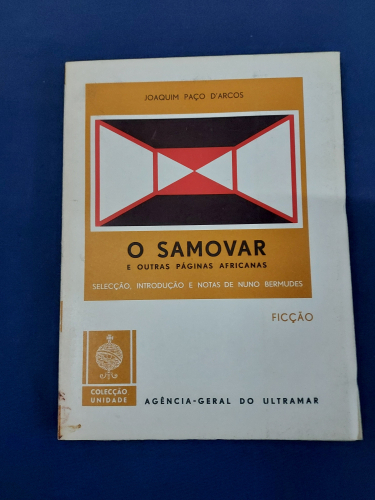 JOAQUIM PAÇO D'ARCOS
O SAMOVAR
E OUTRAS PÁGINAS AFRICANAS
SELECÇÃO, INTRODUÇÃO E NOTAS DE NUNO BERMUDES
FICÇÃO
COLECÇÃO
UNIDADE
AGÊNCIA-GERAL DO ULTRAMAR